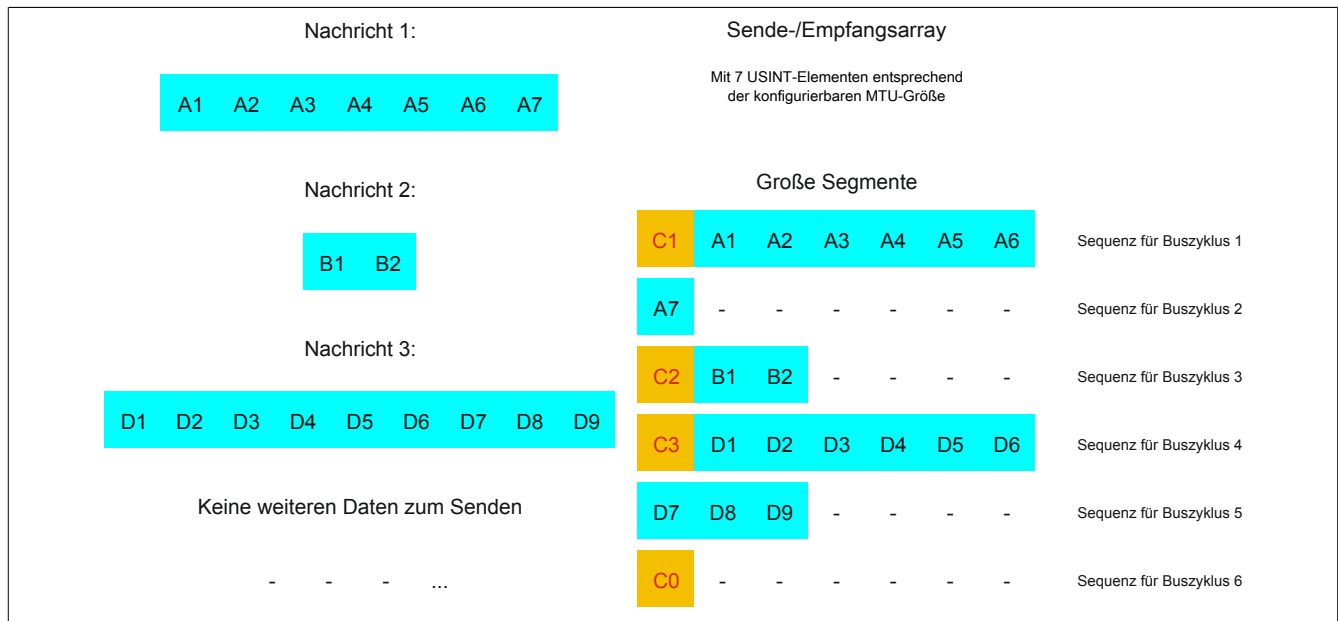 Nachricht 1:
A1 A2 A3 A4 A5 A6 A7
Nachricht 2:
B1 B2
Nachricht 3:
D1 D2 D3 D4 D5 D6 D7 D8 D9
Keine weiteren Daten zum Senden
- - - ...
Sende-/Empfangsarray
Mit 7 USINT-Elementen entsprechend
der konfigurierbaren MTU-Größe
Große Segmente
C1 A1 A2 A3 A4 A5 A6 Sequenz für Buszyklus 1
A7 - - - - - - Sequenz für Buszyklus 2
C2 B1 B2 - - - - Sequenz für Buszyklus 3
C3 D1 D2 D3 D4 D5 D6 Sequenz für Buszyklus 4
D7 D8 D9 - - - - Sequenz für Buszyklus 5
C0 - - - - - - Sequenz für Buszyklus 6